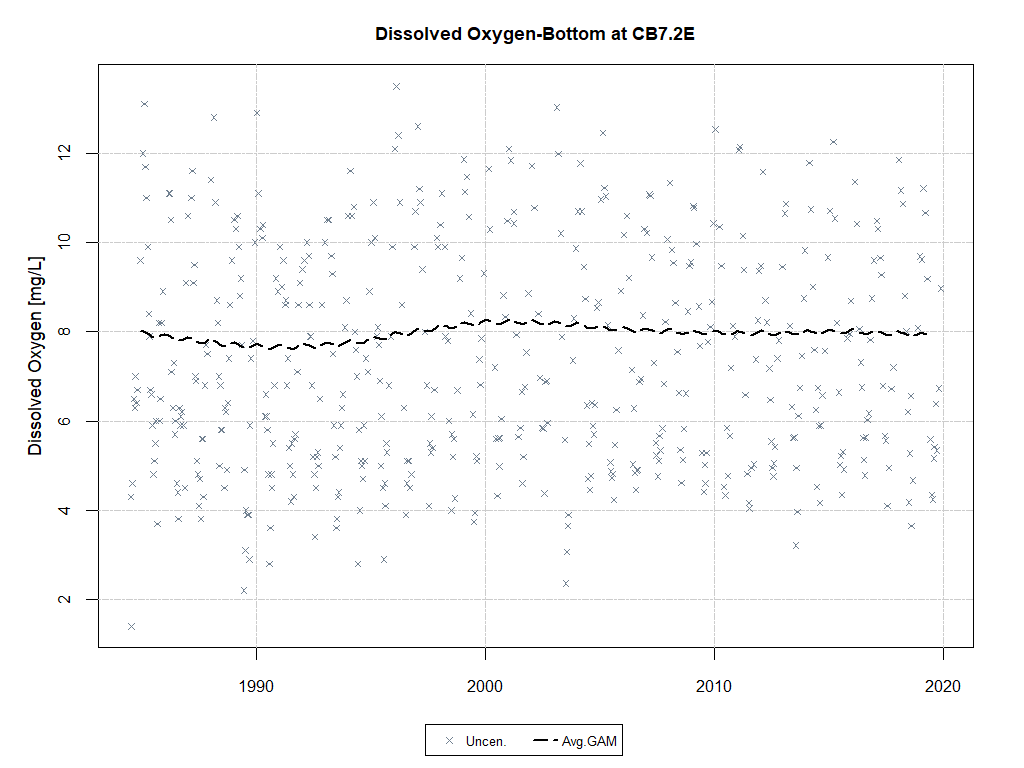 Dissolved Oxygen-Bottom at CB7.2E
Dissolved Oxygen [mg/L]
12
10
8
6
4
2
1990 2000 2010 2020
Uncen. Avg.GAM